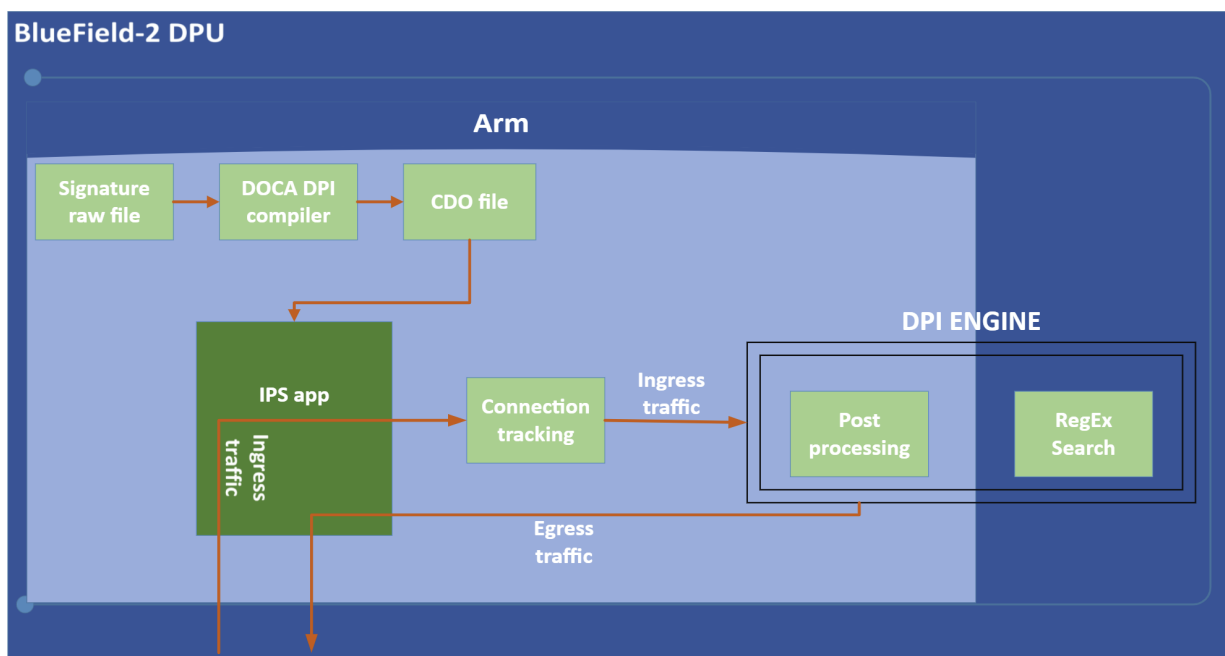 BlueField-2 DPU
Arm
Signature
raw file
DOCA DPI
compiler
CDO file
DPI ENGINE
IPS app
Ingress
traffic
Connection
tracking
Ingress
traffic
Post
processing
RegEx
Search
Egress
traffic